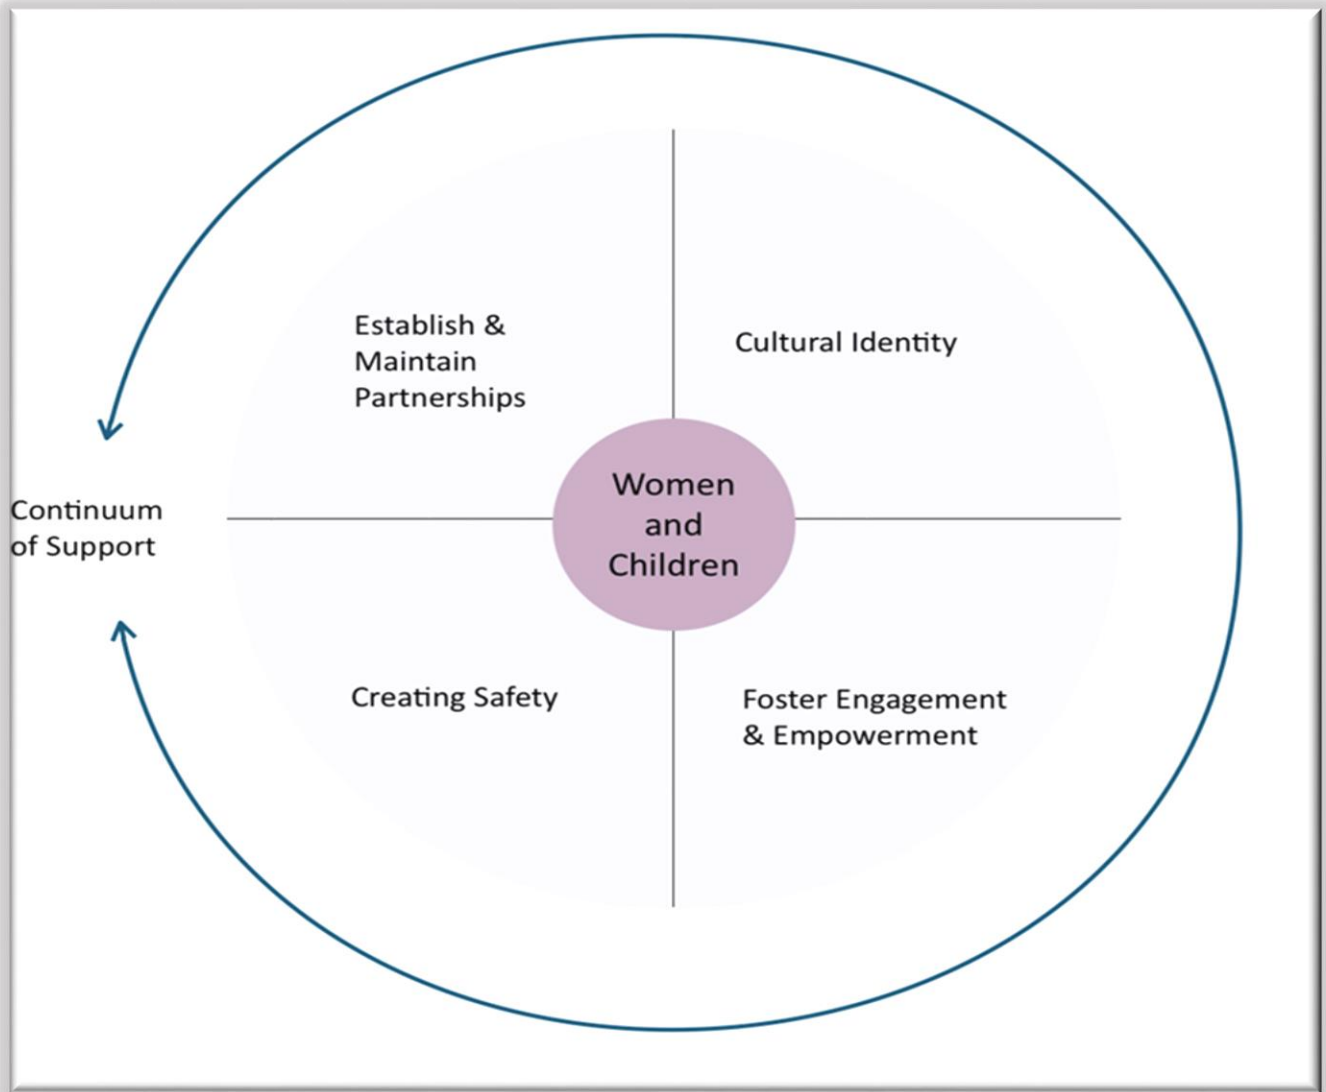 Establish &
Maintain
Partnerships
Cultural Identity
Women
and
Children
Continuum
of Support
Creating Safety
Foster Engagement
& Empowerment